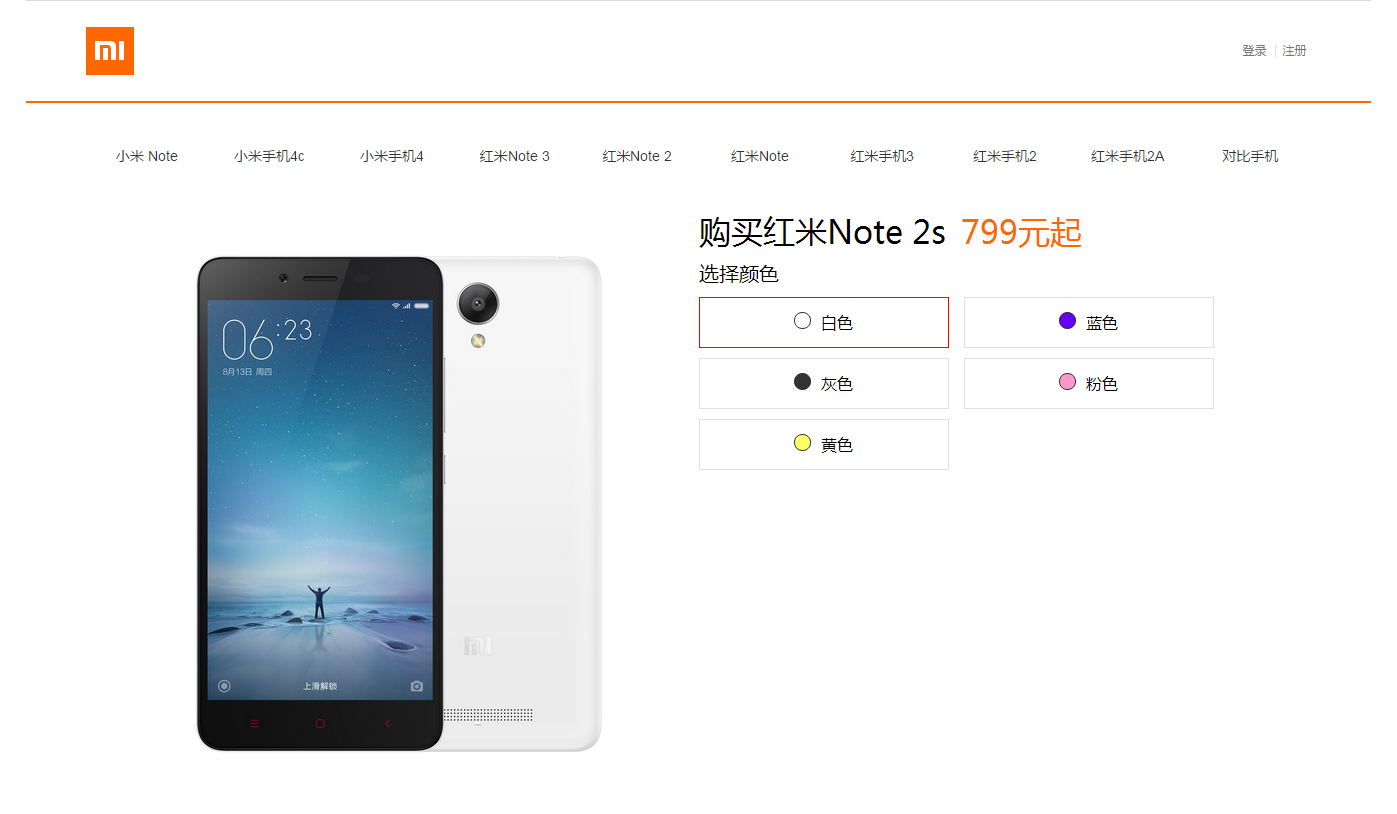 mi
登录 | 注册
小米 Note 小米手机4c 小米手机4 红米Note 3 红米Note 2 红米Note 红米手机3 红米手机2 红米手机2A 对比手机
购买红米Note 2s 799元起
选择颜色
白色 蓝色
灰色 粉色
黄色
06:23
8月13日 周四
上滑解锁
mi